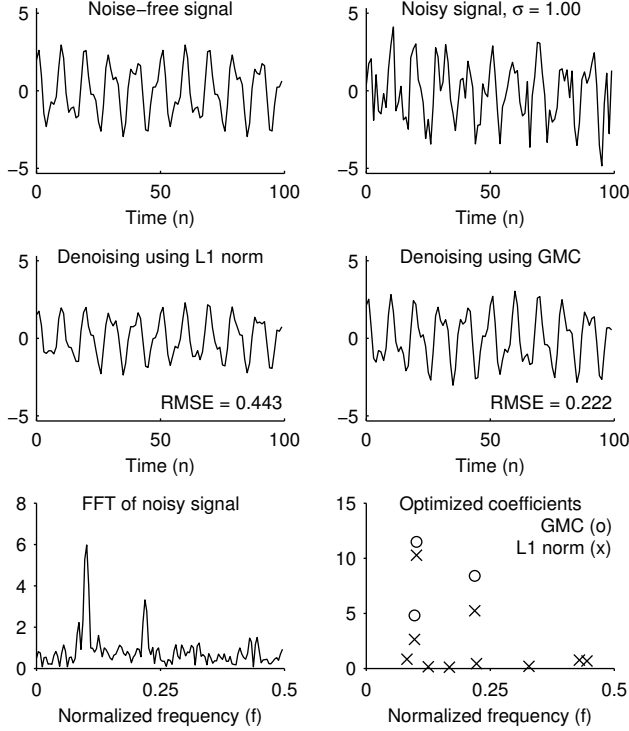 Noise−free signal
5
0
−5
0 50 100
Time (n)
Noisy signal, σ = 1.00
5
0
−5
0 50 100
Time (n)
Denoising using L1 norm
5
0
−5
RMSE = 0.443
0 50 100
Time (n)
Denoising using GMC
5
0
−5
RMSE = 0.222
0 50 100
Time (n)
FFT of noisy signal
8
6
4
2
0
0 0.25 0.5
Normalized frequency (f)
Optimized coefficients
GMC (o)
L1 norm (x)
15
10
5
0
0 0.25 0.5
Normalized frequency (f)